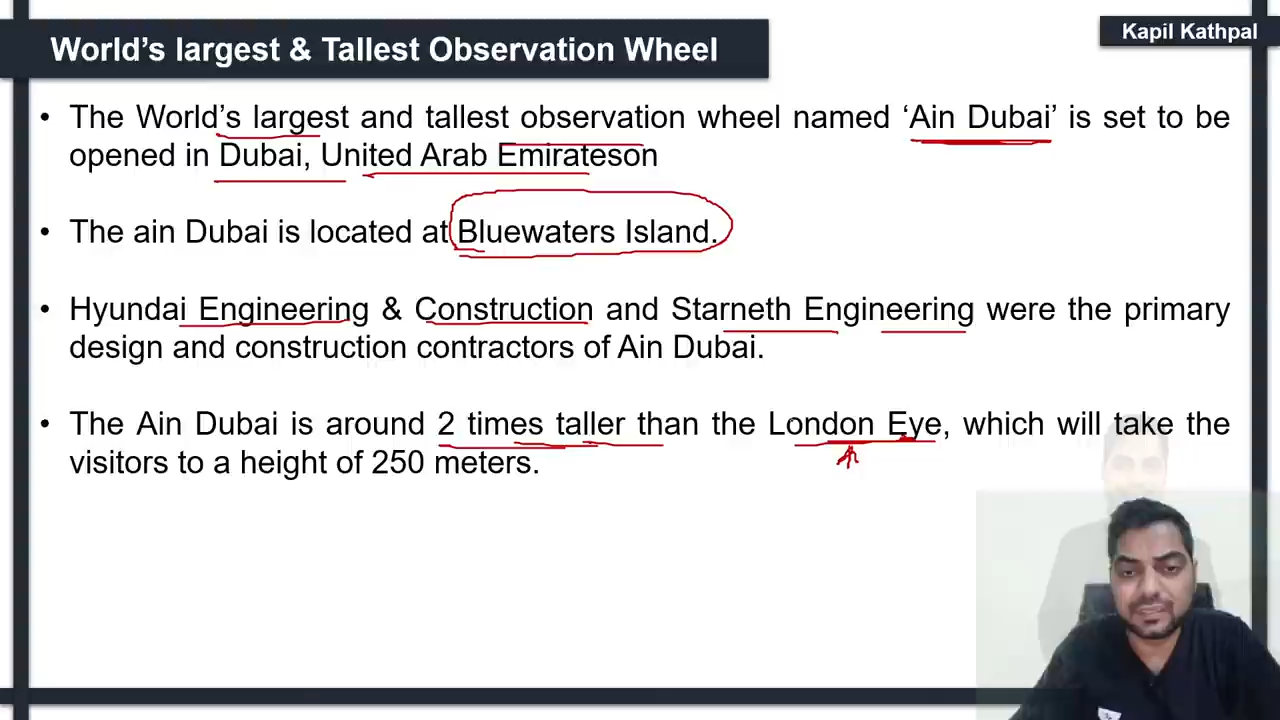 World's largest & Tallest Observation Wheel
Kapil Kathpal
• The World's largest and tallest observation wheel named ‘Ain Dubai’ is set to be
opened in Dubai, United Arab Emirateson
• The ain Dubai is located at Bluewaters Island.
• Hyundai Engineering & Construction and Starneth Engineering were the primary
design and construction contractors of Ain Dubai.
• The Ain Dubai is around 2 times taller than the London Eye, which will take the
visitors to a height of 250 meters.